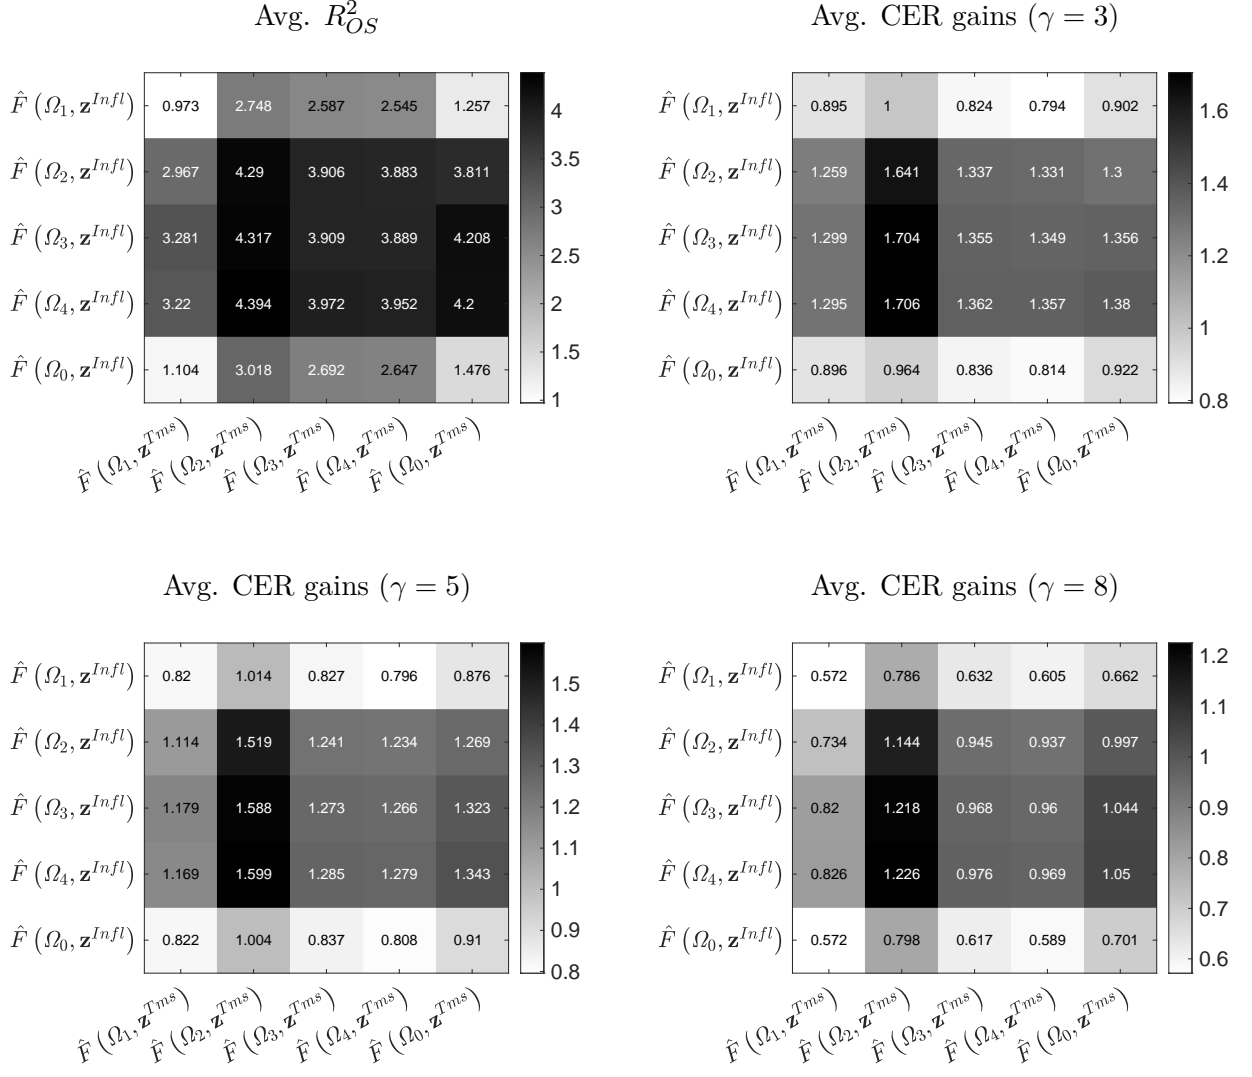 Avg. R²_OS
F̂ (Ω₁, z^Infl) 0.973 2.748 2.587 2.545 1.257
F̂ (Ω₂, z^Infl) 2.967 4.29 3.906 3.883 3.811
F̂ (Ω₃, z^Infl) 3.281 4.317 3.909 3.889 4.208
F̂ (Ω₄, z^Infl) 3.22 4.394 3.972 3.952 4.2
F̂ (Ω₀, z^Infl) 1.104 3.018 2.692 2.647 1.476
F̂ (Ω₁, z^Tms) F̂ (Ω₂, z^Tms) F̂ (Ω₃, z^Tms) F̂ (Ω₄, z^Tms) F̂ (Ω₀, z^Tms)
4
3.5
3
2.5
2
1.5
1
Avg. CER gains (γ = 3)
F̂ (Ω₁, z^Infl) 0.895 1 0.824 0.794 0.902
F̂ (Ω₂, z^Infl) 1.259 1.641 1.337 1.331 1.3
F̂ (Ω₃, z^Infl) 1.299 1.704 1.355 1.349 1.356
F̂ (Ω₄, z^Infl) 1.295 1.706 1.362 1.357 1.38
F̂ (Ω₀, z^Infl) 0.896 0.964 0.836 0.814 0.922
F̂ (Ω₁, z^Tms) F̂ (Ω₂, z^Tms) F̂ (Ω₃, z^Tms) F̂ (Ω₄, z^Tms) F̂ (Ω₀, z^Tms)
1.6
1.4
1.2
1
0.8
Avg. CER gains (γ = 5)
F̂ (Ω₁, z^Infl) 0.82 1.014 0.827 0.796 0.876
F̂ (Ω₂, z^Infl) 1.114 1.519 1.241 1.234 1.269
F̂ (Ω₃, z^Infl) 1.179 1.588 1.273 1.266 1.323
F̂ (Ω₄, z^Infl) 1.169 1.599 1.285 1.279 1.343
F̂ (Ω₀, z^Infl) 0.822 1.004 0.837 0.808 0.91
F̂ (Ω₁, z^Tms) F̂ (Ω₂, z^Tms) F̂ (Ω₃, z^Tms) F̂ (Ω₄, z^Tms) F̂ (Ω₀, z^Tms)
1.5
1.4
1.3
1.2
1.1
1
0.9
0.8
Avg. CER gains (γ = 8)
F̂ (Ω₁, z^Infl) 0.572 0.786 0.632 0.605 0.662
F̂ (Ω₂, z^Infl) 0.734 1.144 0.945 0.937 0.997
F̂ (Ω₃, z^Infl) 0.82 1.218 0.968 0.96 1.044
F̂ (Ω₄, z^Infl) 0.826 1.226 0.976 0.969 1.05
F̂ (Ω₀, z^Infl) 0.572 0.798 0.617 0.589 0.701
F̂ (Ω₁, z^Tms) F̂ (Ω₂, z^Tms) F̂ (Ω₃, z^Tms) F̂ (Ω₄, z^Tms) F̂ (Ω₀, z^Tms)
1.2
1.1
1
0.9
0.8
0.7
0.6